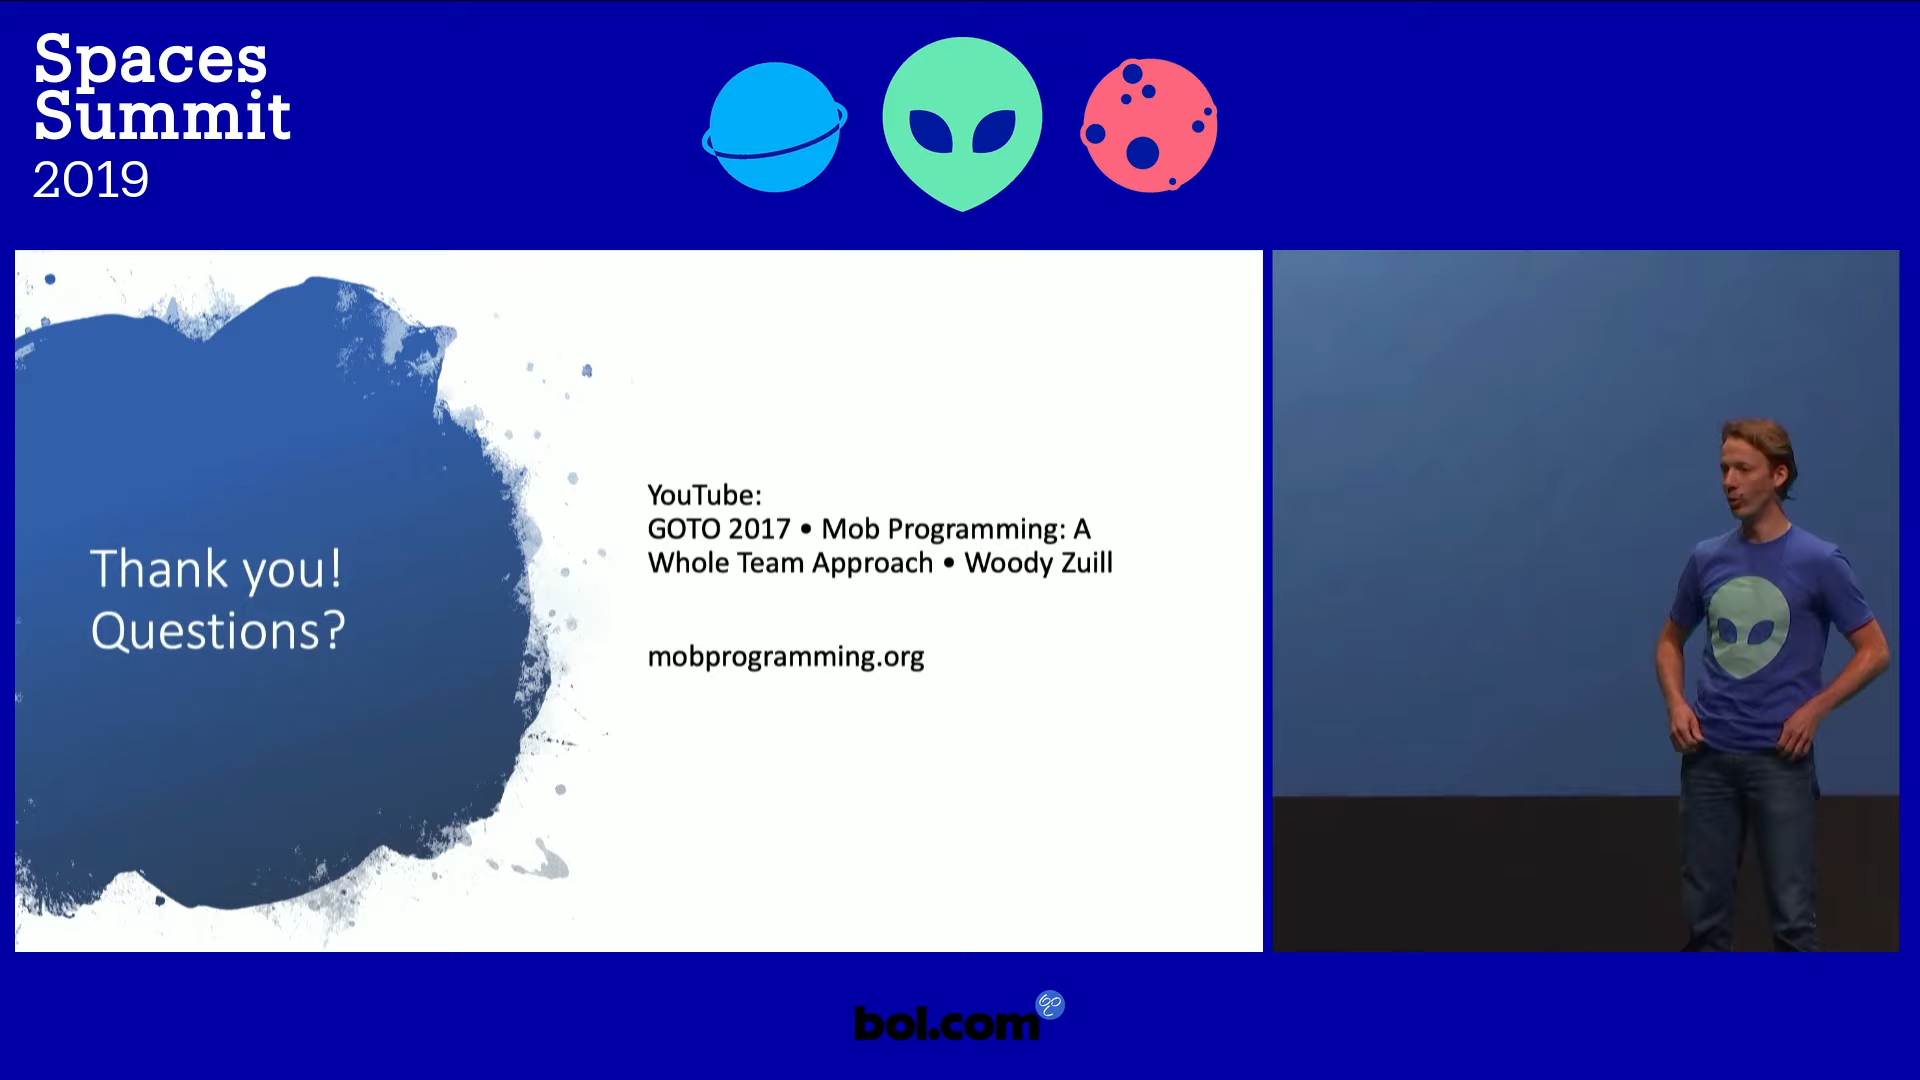 Spaces
Summit
2019
Thank you!
Questions?
YouTube:
GOTO 2017 • Mob Programming: A
Whole Team Approach • Woody Zuill
mobprogramming.org
bol.com